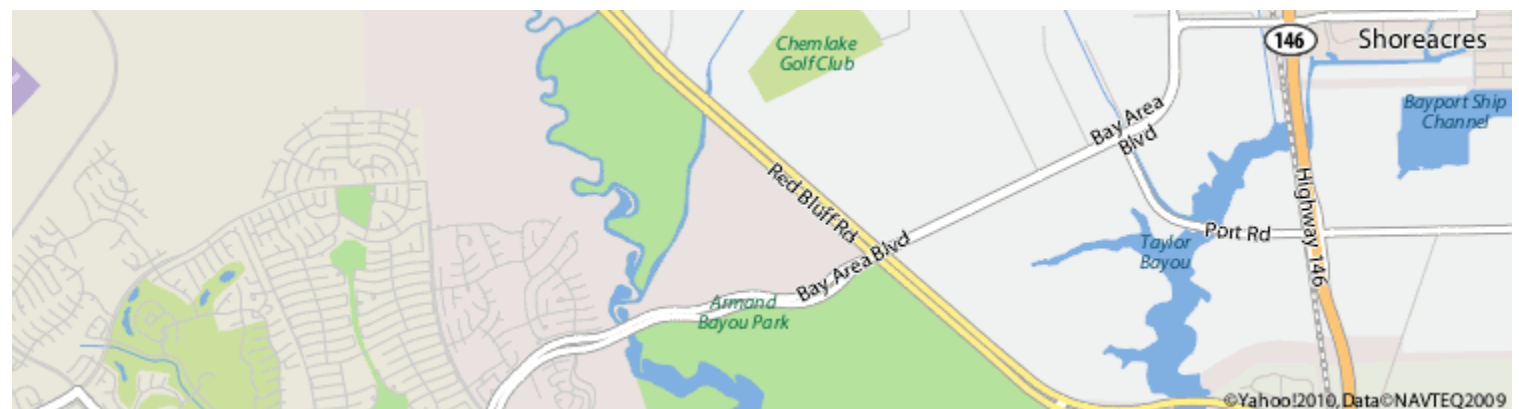 Chemlake
Golf Club
146
Shoreacres
Bayport Ship
Channel
Bay Area
Blvd
Red Bluff Rd
Highway 146
Port Rd
Taylor
Bayou
Bay Area Blvd
Armand
Bayou Park
©Yahoo!2010, Data©NAVTEQ2009